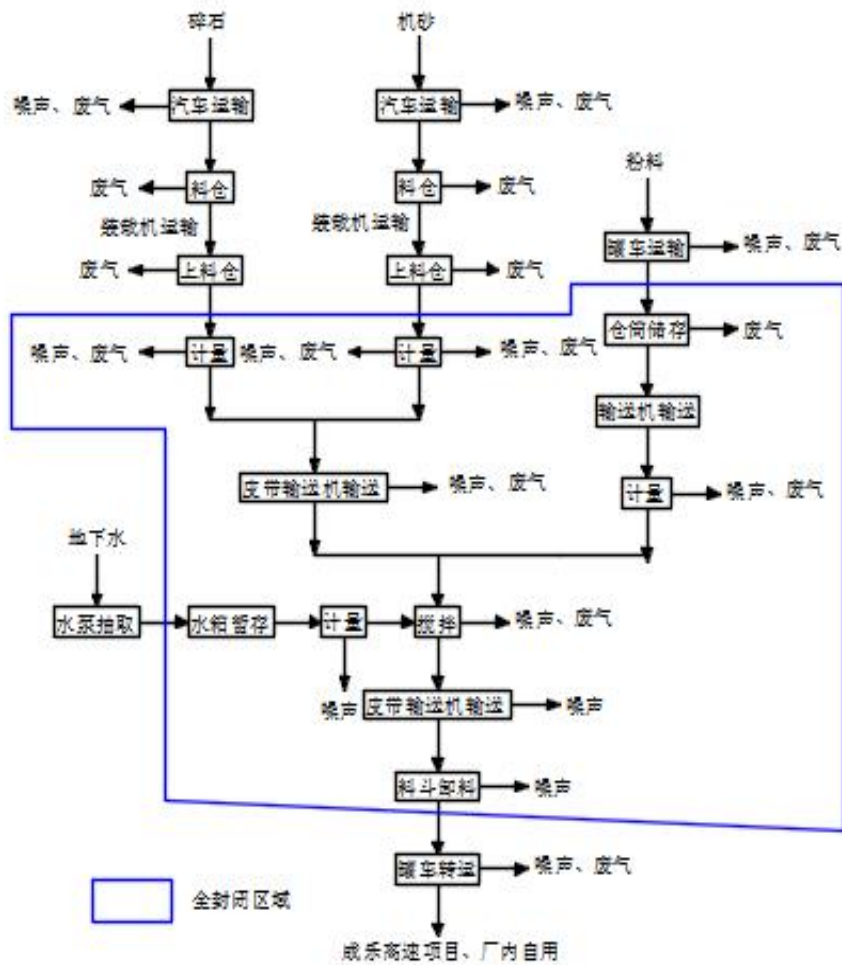 碎石
机砂
噪声、废气
汽车运输
汽车运输
噪声、废气
粉料
废气
料仓
料仓
废气
装载机运输
装载机运输
罐车运输
噪声、废气
废气
上料仓
上料仓
废气
仓筒储存
废气
噪声、废气
计量
噪声、废气
计量
噪声、废气
输送机输送
皮带输送机输送
噪声、废气
计量
噪声、废气
地下水
水泵抽取
水箱暂存
计量
搅拌
噪声、废气
噪声
皮带输送机输送
噪声
料斗卸料
噪声
罐车转运
噪声、废气
全封闭区域
成乐高速项目、厂内自用